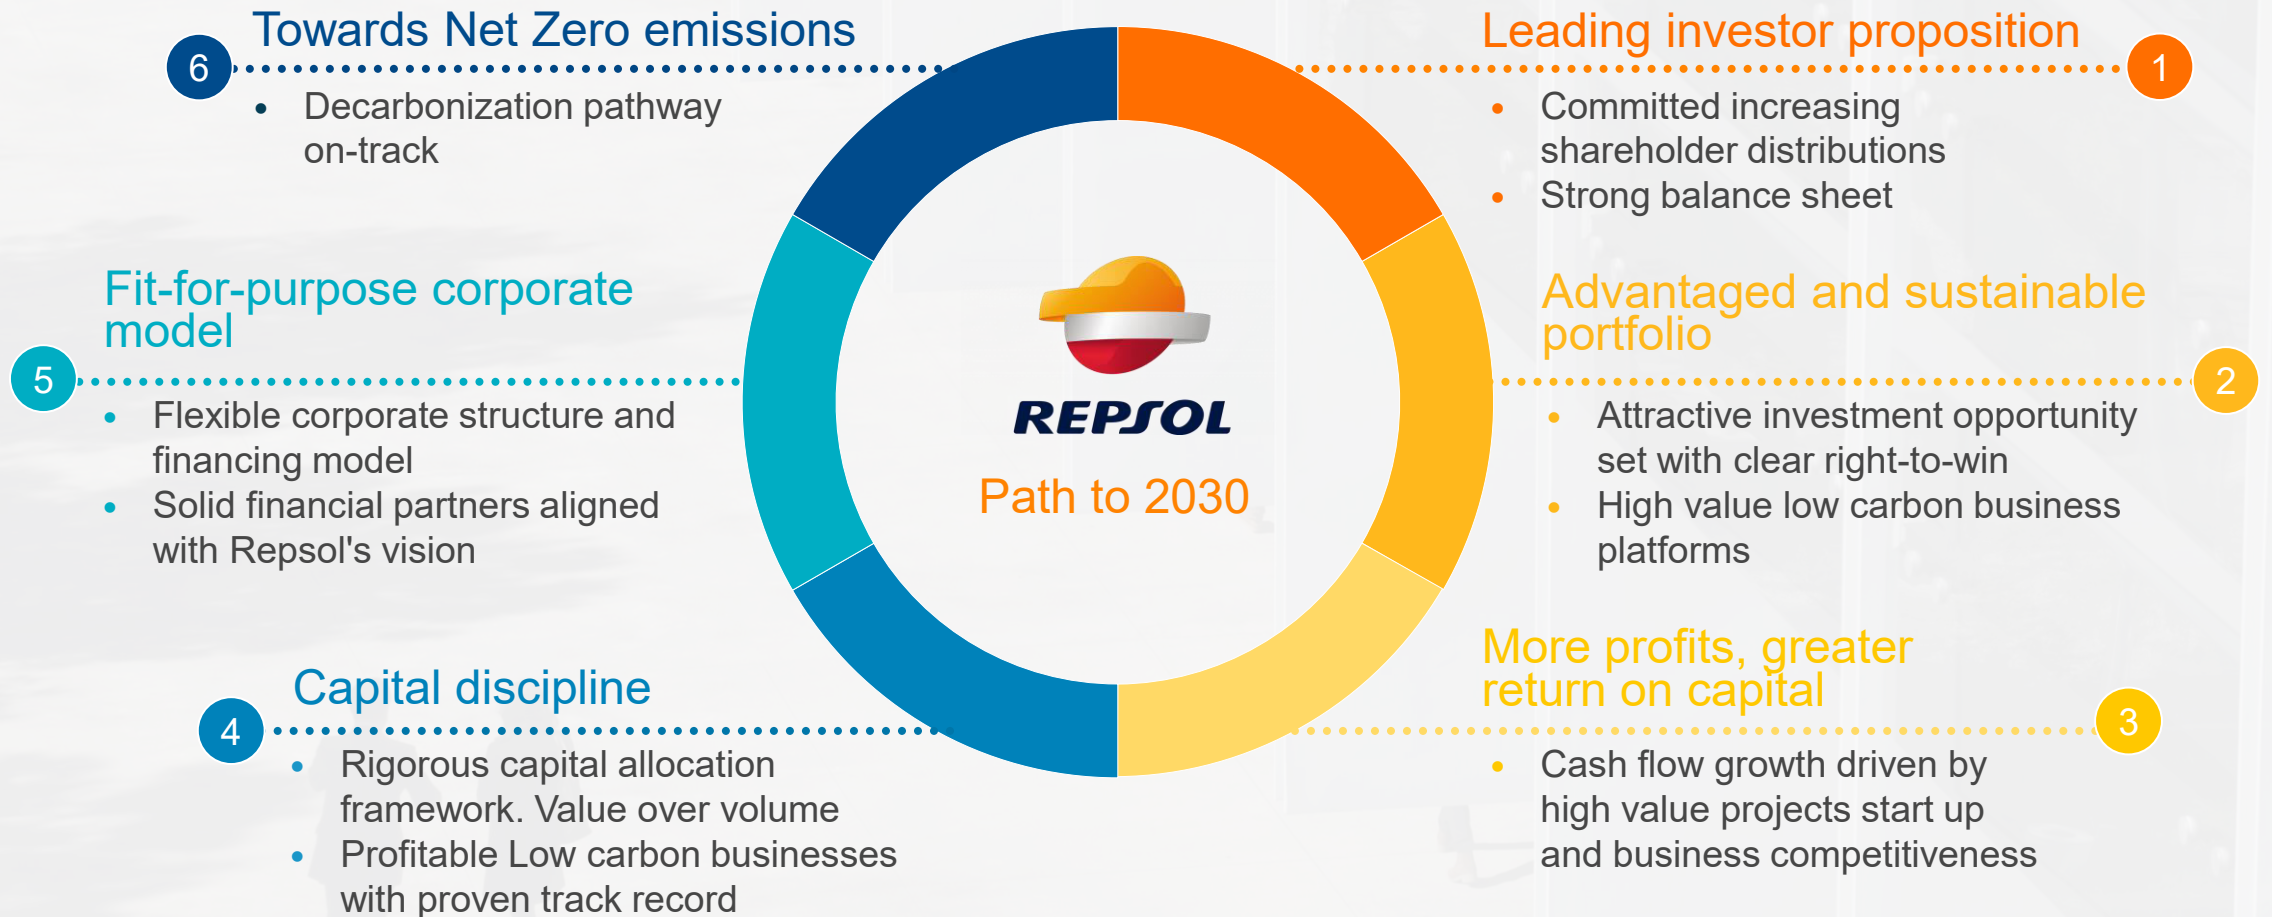 Leading investor proposition
1
• Committed increasing
shareholder distributions
• Strong balance sheet
Advantaged and sustainable
portfolio
2
• Attractive investment opportunity
set with clear right-to-win
• High value low carbon business
platforms
More profits, greater
return on capital
3
• Cash flow growth driven by
high value projects start up
and business competitiveness
Capital discipline
4
• Rigorous capital allocation
framework. Value over volume
• Profitable Low carbon businesses
with proven track record
Fit-for-purpose corporate
model
5
• Flexible corporate structure and
financing model
• Solid financial partners aligned
with Repsol's vision
Towards Net Zero emissions
6
• Decarbonization pathway
on-track
REPSOL
Path to 2030